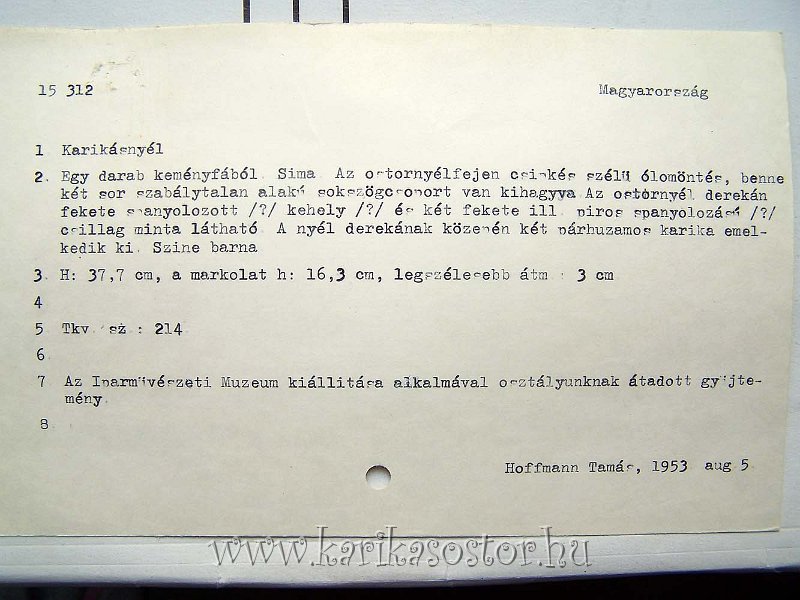 15 312 Magyarország
1 Karikásnyél
2. Egy darab keményfából. Sima. Az ostornyélfejen csipkés szélü ólomöntés, benne
két sor szabálytalan alakú sokszögcsoport van kihagyva. Az ostornyél derekán
fekete spanyolozott /?/ kehely /?/ és két fekete ill. piros spanyolozású /?/
csillag minta látható. A nyél derekának közepén két párhuzamos karika emel-
kedik ki. Szine barna
3. H: 37,7 cm, a markolat h: 16,3 cm, legszélesebb átm : 3 cm
4
5 Tkv. sz : 214
6.
7 Az Iparmüvészeti Muzeum kiállitása alkalmával osztályunknak átadott gyüjte-
mény.
8.
Hoffmann Tamás, 1953 aug 5.
www.karikasostor.hu